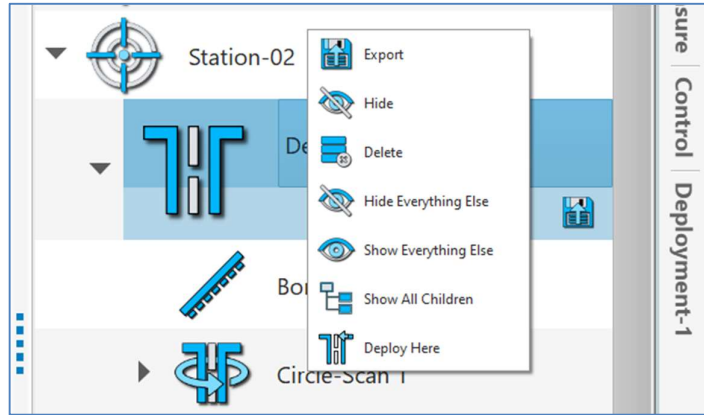 Station-02
Export
Hide
Delete
Hide Everything Else
Show Everything Else
Show All Children
Deploy Here
Circle-Scan 1
Control
Deployment-1